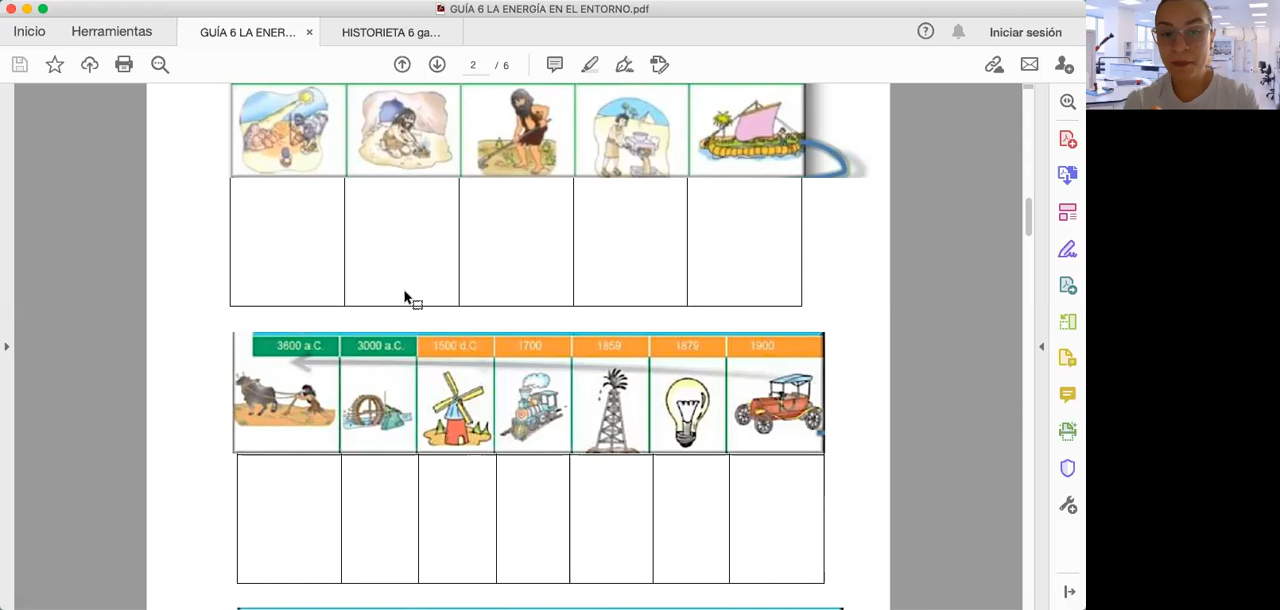 GUÍA 6 LA ENERGÍA EN EL ENTORNO.pdf
Inicio Herramientas GUÍA 6 LA ENER... × HISTORIETA 6 ga... Iniciar sesión
2 / 6
3600 a.C. 3000 a.C. 1500 d.C 1700 1859 1879 1900